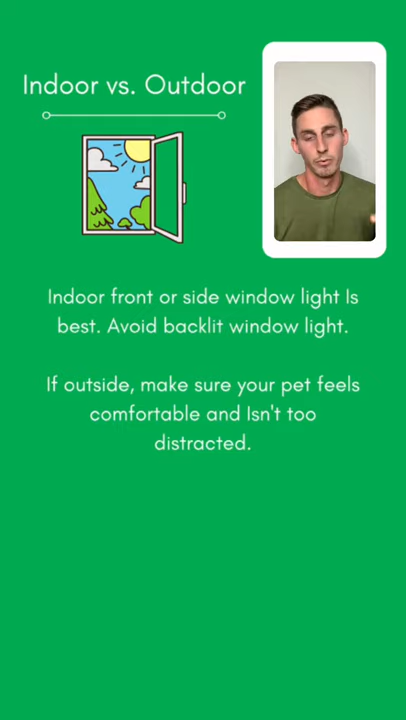 Indoor vs. Outdoor
Indoor front or side window light Is
best. Avoid backlit window light.
If outside, make sure your pet feels
comfortable and Isn't too
distracted.